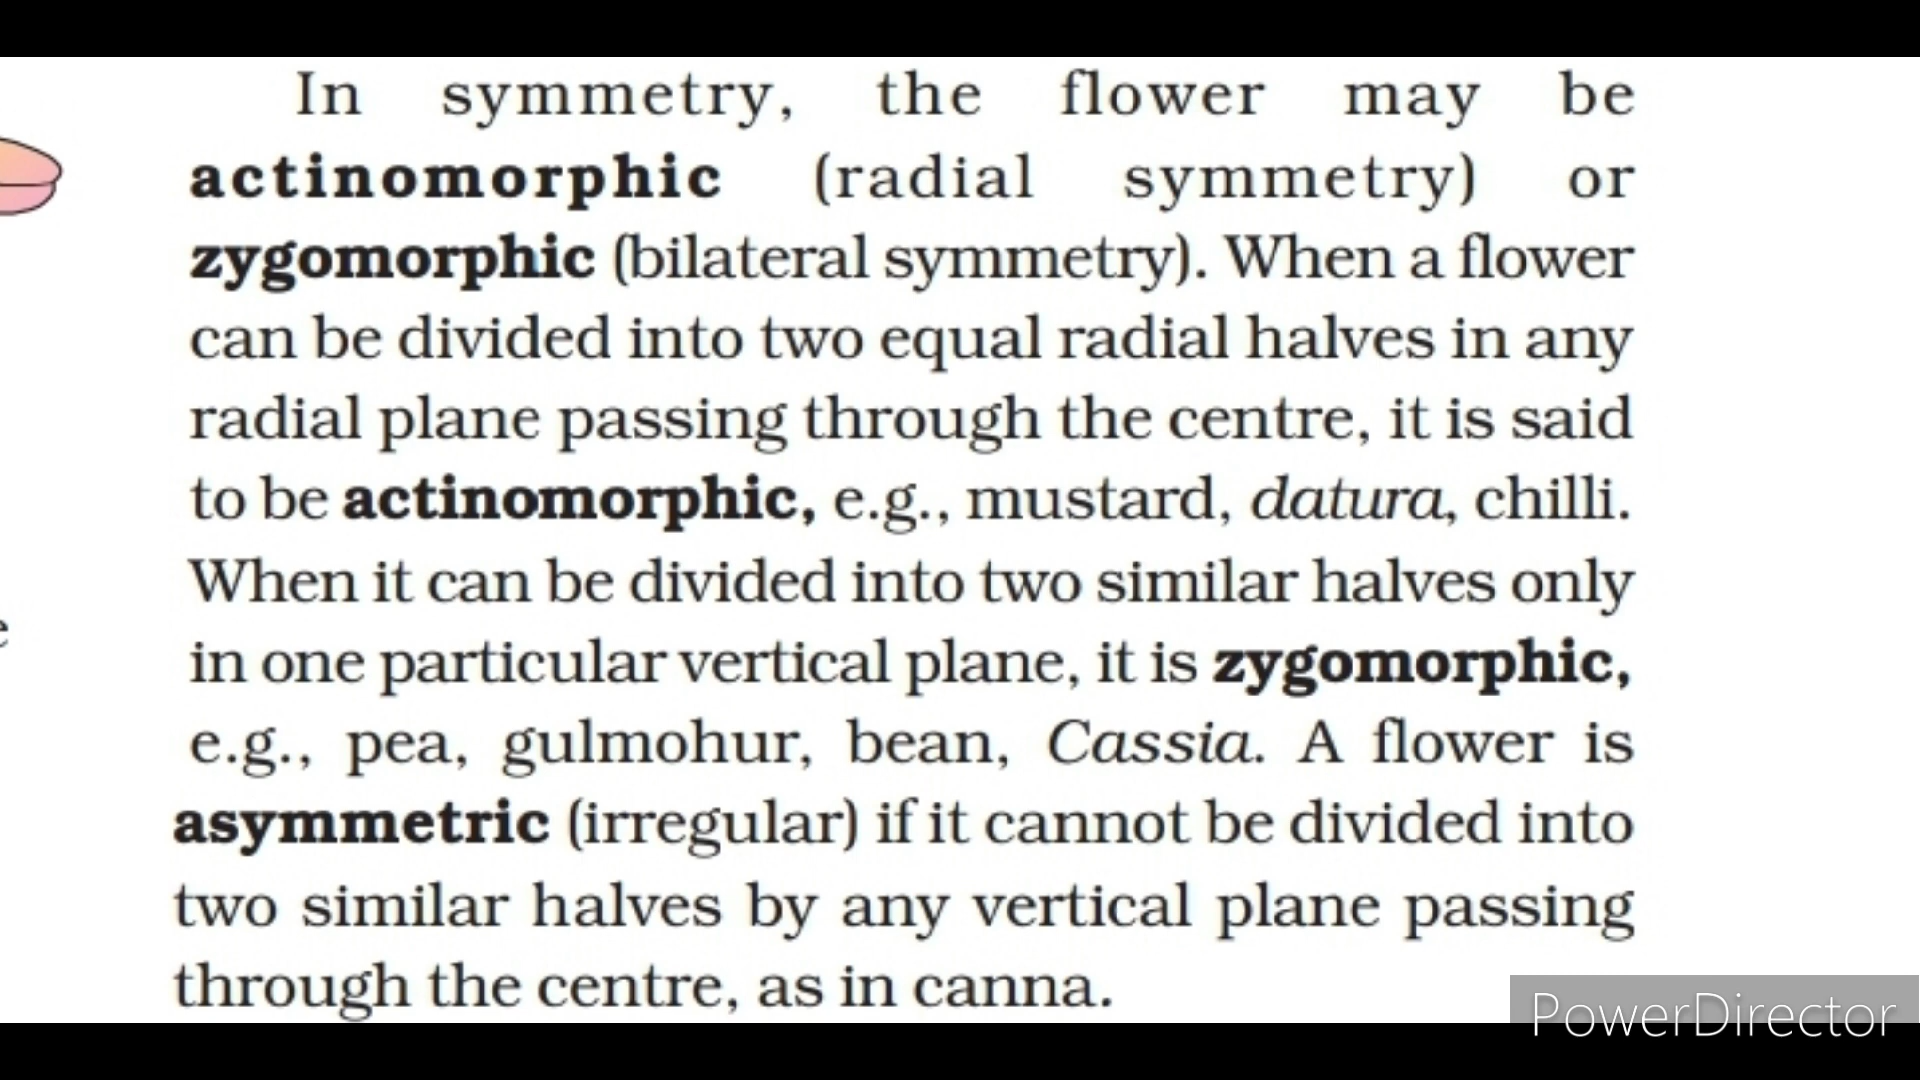 In symmetry, the flower may be
actinomorphic (radial symmetry) or
zygomorphic (bilateral symmetry). When a flower
can be divided into two equal radial halves in any
radial plane passing through the centre, it is said
to be actinomorphic, e.g., mustard, datura, chilli.
When it can be divided into two similar halves only
in one particular vertical plane, it is zygomorphic,
e.g., pea, gulmohur, bean, Cassia. A flower is
asymmetric (irregular) if it cannot be divided into
two similar halves by any vertical plane passing
through the centre, as in canna.
PowerDirector